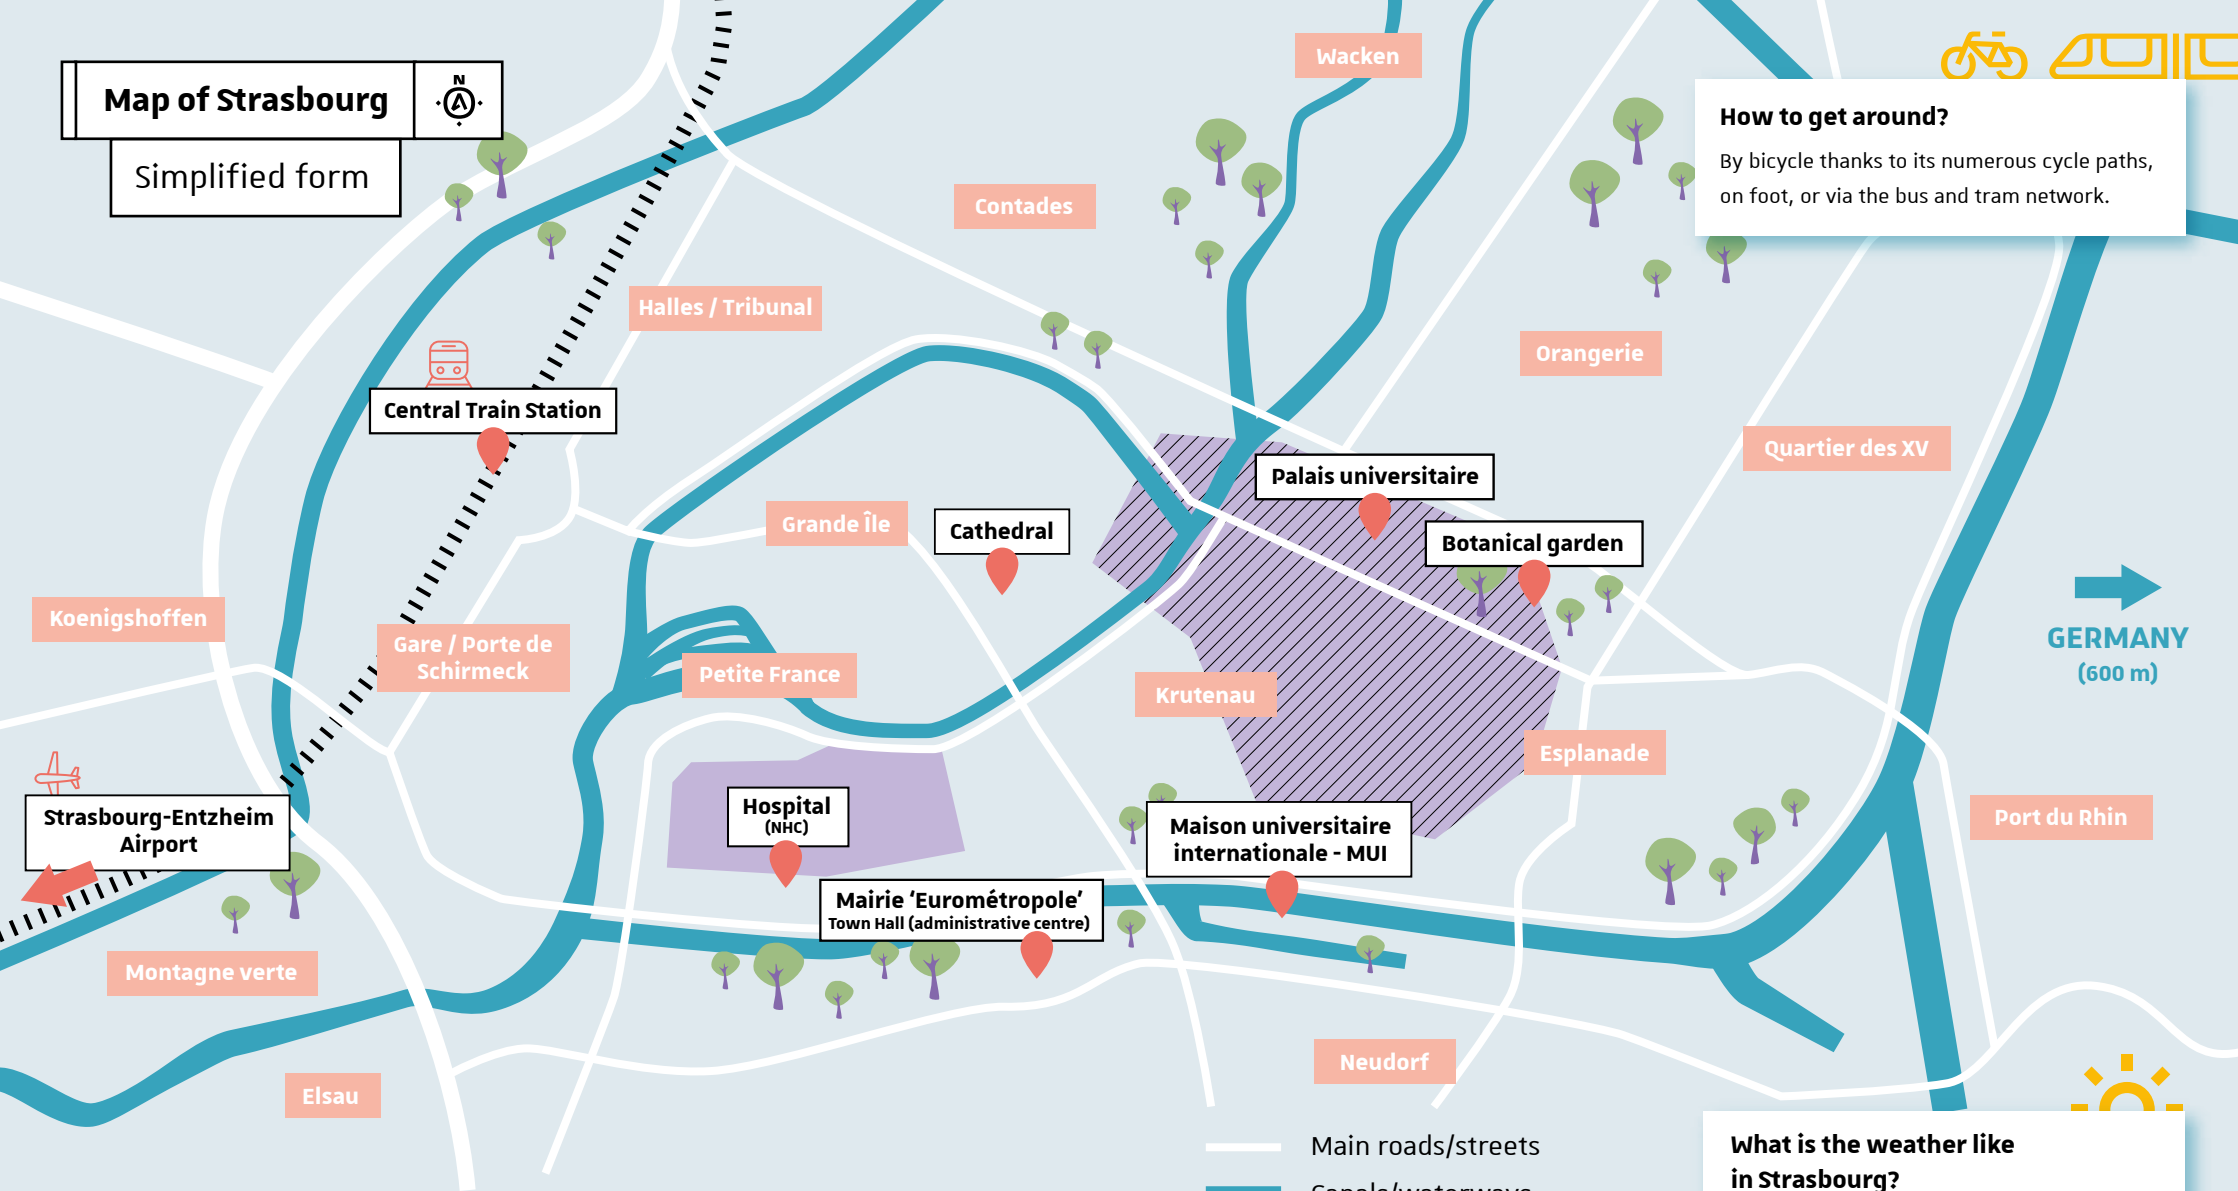 Map of Strasbourg
N
Simplified form
Wacken
How to get around?
By bicycle thanks to its numerous cycle paths,
on foot, or via the bus and tram network.
Contades
Halles / Tribunal
Orangerie
Central Train Station
Quartier des XV
Palais universitaire
Grande Île
Cathedral
Botanical garden
Koenigshoffen
Gare / Porte de
Schirmeck
Petite France
Krutenau
GERMANY
(600 m)
Esplanade
Strasbourg-Entzheim
Airport
Hospital
(NHC)
Maison universitaire
internationale - MUI
Port du Rhin
Mairie ‘Eurométropole’
Town Hall (administrative centre)
Montagne verte
Neudorf
Elsau
Main roads/streets
Canals/waterways
What is the weather like
in Strasbourg?